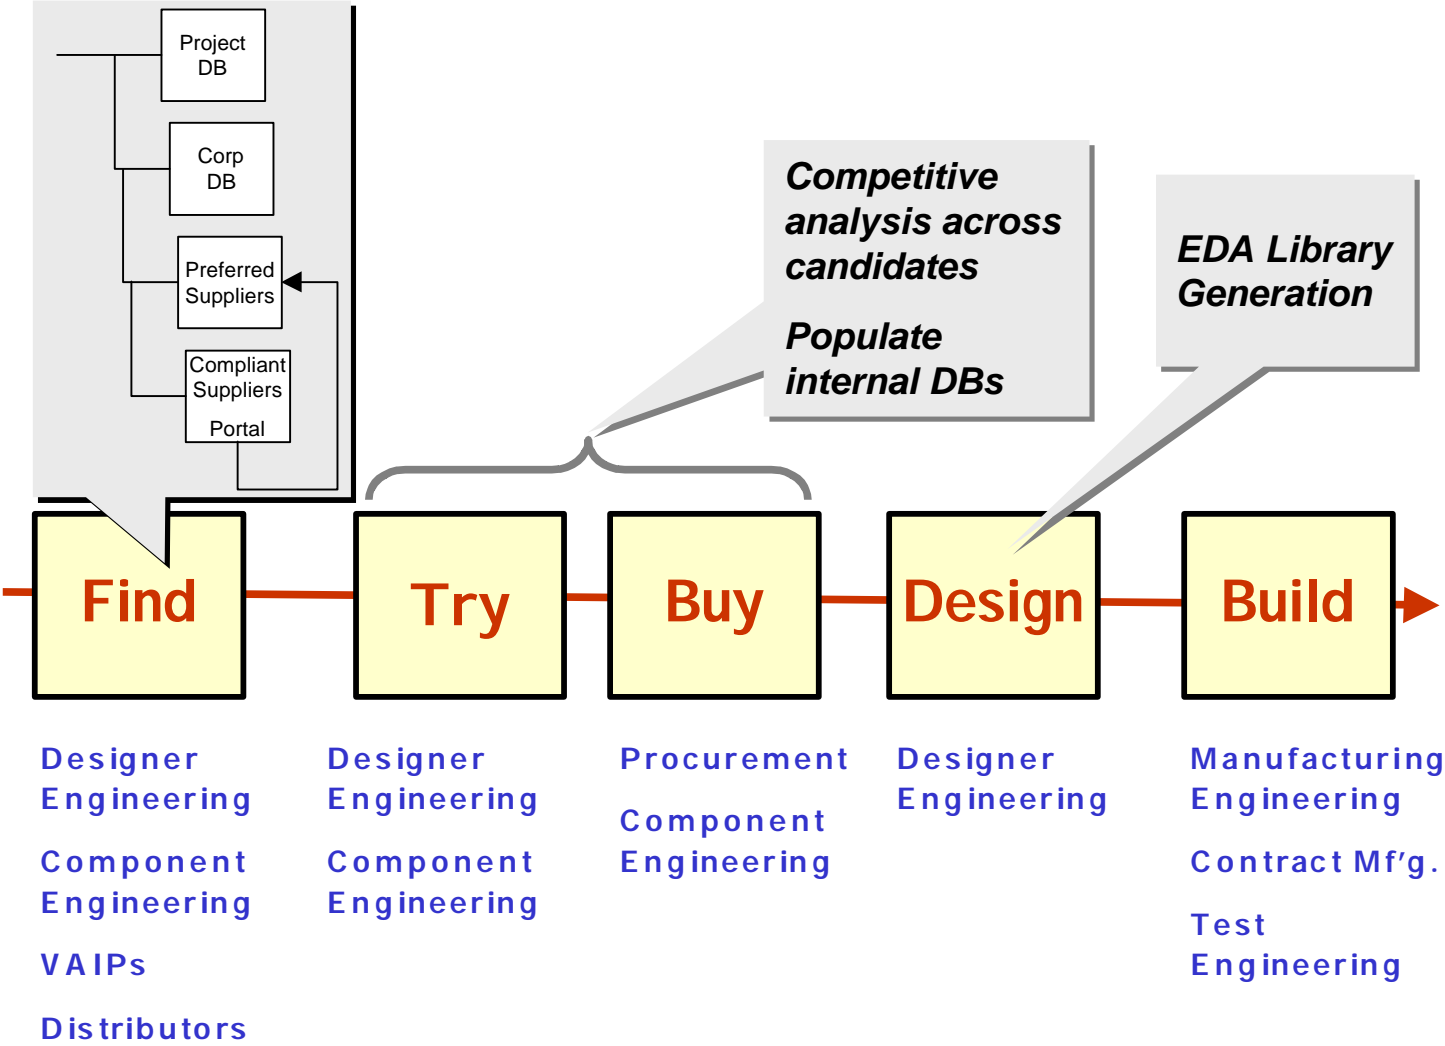 Project
DB
Corp
DB
Preferred
Suppliers
Compliant
Suppliers
Portal
Competitive
analysis across
candidates
Populate
internal DBs
EDA Library
Generation
Find
Try
Buy
Design
Build
Designer
Engineering
Component
Engineering
VAIPs
Distributors
Designer
Engineering
Component
Engineering
Procurement
Component
Engineering
Designer
Engineering
Manufacturing
Engineering
Contract Mf’g.
Test
Engineering